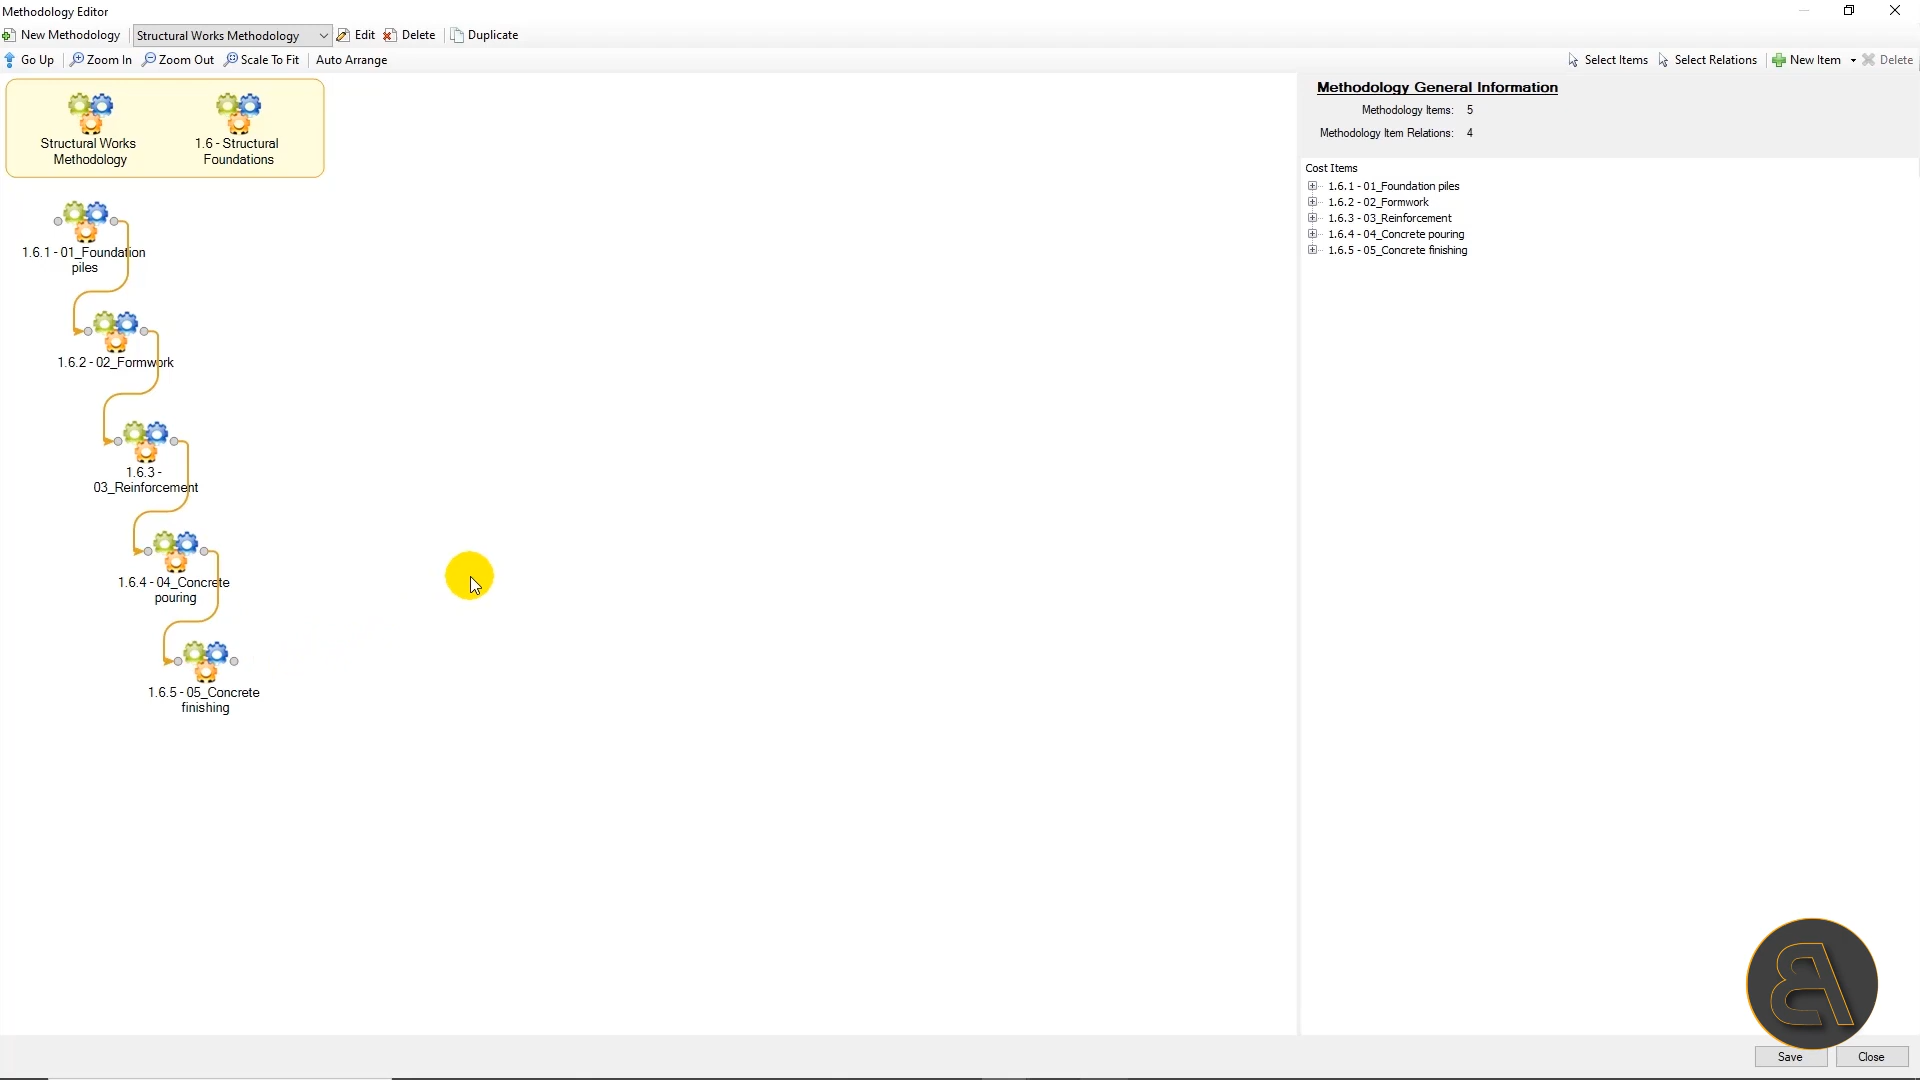 Methodology Editor
New Methodology Structural Works Methodology Edit Delete Duplicate
Go Up Zoom In Zoom Out Scale To Fit Auto Arrange Select Items Select Relations New Item Delete
Structural Works
Methodology
1.6 - Structural
Foundations
1.6.1 - 01_Foundation
piles
1.6.2 - 02_Formwork
1.6.3 -
03_Reinforcement
1.6.4 - 04_Concrete
pouring
1.6.5 - 05_Concrete
finishing
Methodology General Information
Methodology Items: 5
Methodology Item Relations: 4
Cost Items
1.6.1 - 01_Foundation piles
1.6.2 - 02_Formwork
1.6.3 - 03_Reinforcement
1.6.4 - 04_Concrete pouring
1.6.5 - 05_Concrete finishing
Save Close